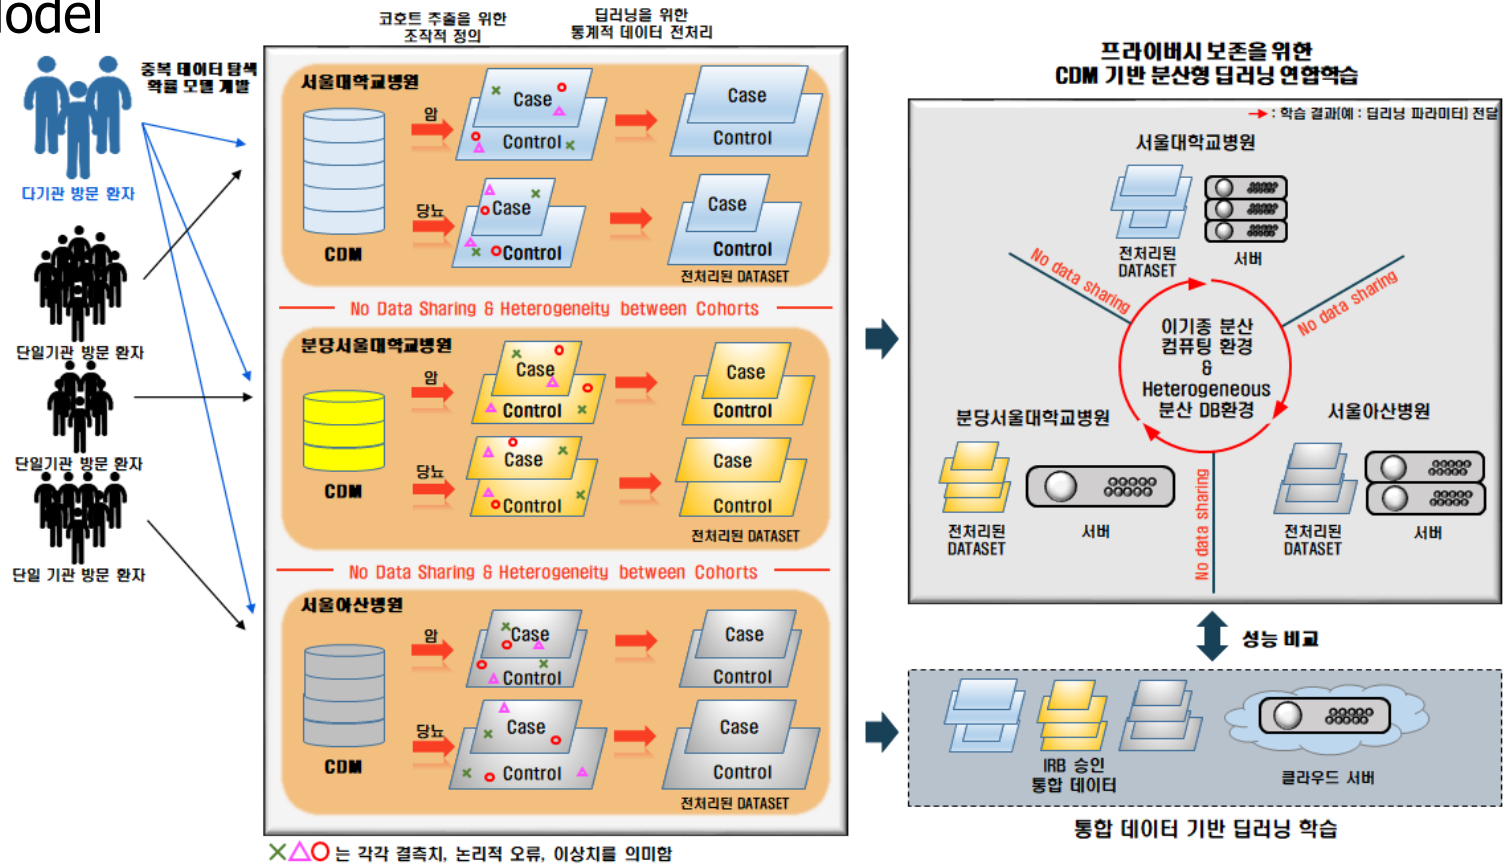 Model
중복 데이터 탐색
확률 모델 개발
다기관 방문 환자
단일기관 방문 환자
단일기관 방문 환자
단일 기관 방문 환자
코호트 추출을 위한
조작적 정의
딥러닝을 위한
통계적 데이터 전처리
서울대학교병원
CDM
암
Case
Control
Case
Control
당뇨
Case
Control
Case
Control
전처리된 DATASET
No Data Sharing & Heterogeneity between Cohorts
분당서울대학교병원
CDM
암
Case
Control
Case
Control
당뇨
Case
Control
Case
Control
전처리된 DATASET
No Data Sharing & Heterogeneity between Cohorts
서울아산병원
CDM
암
Case
Control
Case
Control
당뇨
Case
Control
Case
Control
전처리된 DATASET
는 각각 결측치, 논리적 오류, 이상치를 의미함
프라이버시 보존을 위한
CDM 기반 분산형 딥러닝 연합학습
: 학습 결과(예 : 딥러닝 파라미터) 전달
서울대학교병원
전처리된
DATASET
서버
No data sharing
No data sharing
이기종 분산
컴퓨팅 환경
&
Heterogeneous
분산 DB환경
분당서울대학교병원
전처리된
DATASET
서버
No data sharing
서울아산병원
전처리된
DATASET
서버
성능 비교
IRB 승인
통합 데이터
클라우드 서버
통합 데이터 기반 딥러닝 학습